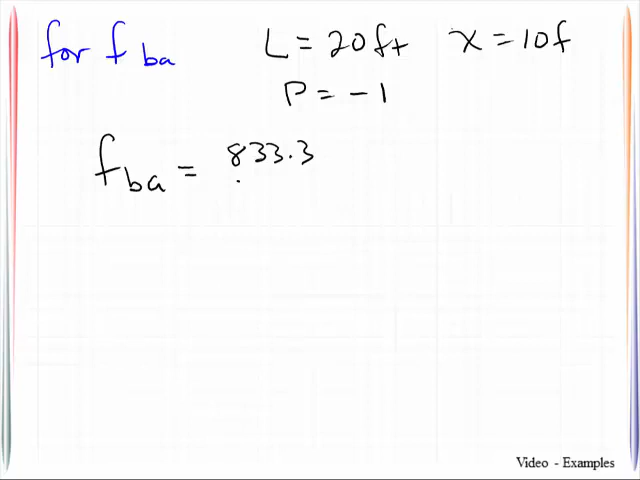 for f ba L = 20ft x = 10f
P = -1
f ba = 833.3
Video - Examples